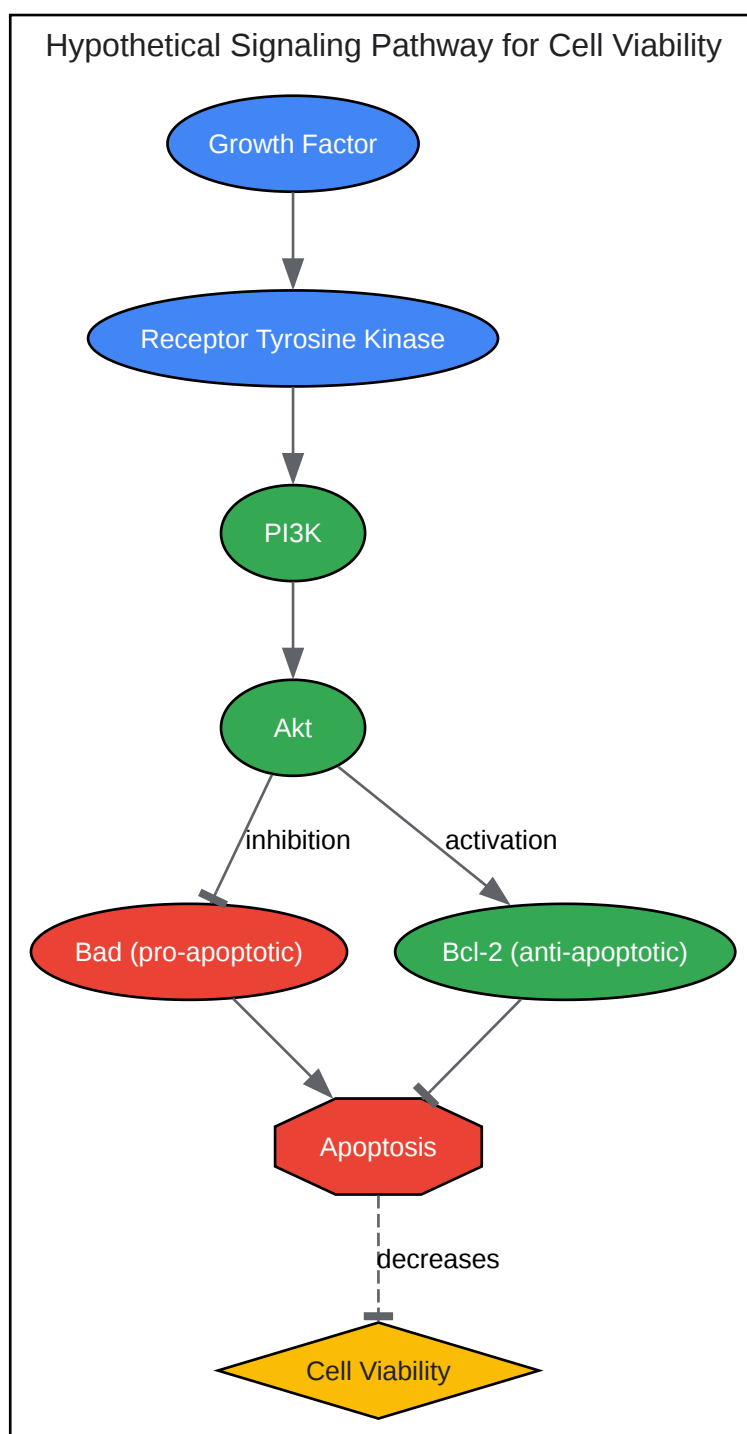 Hypothetical Signaling Pathway for Cell Viability
Growth Factor
Receptor Tyrosine Kinase
PI3K
Akt
inhibition
activation
Bad (pro-apoptotic)
Bcl-2 (anti-apoptotic)
Apoptosis
decreases
Cell Viability